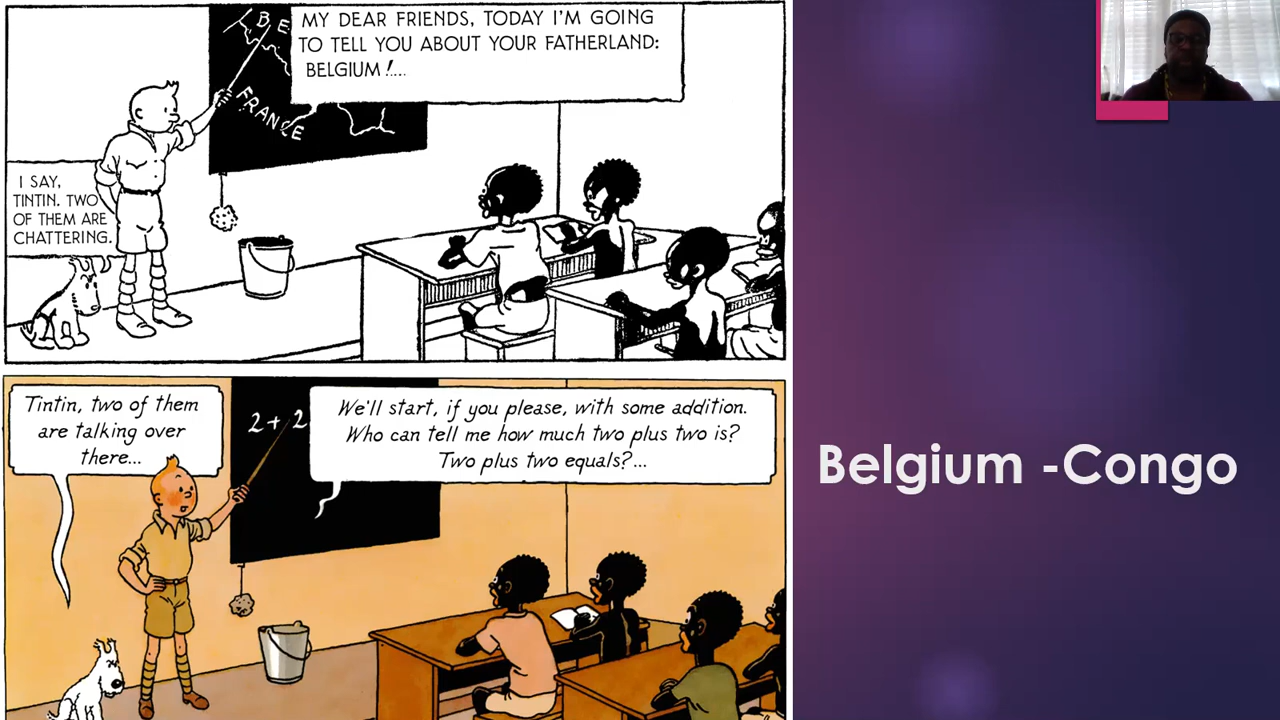 BE
MY DEAR FRIENDS, TODAY I'M GOING
TO TELL YOU ABOUT YOUR FATHERLAND:
BELGIUM!....
FRANCE
I SAY,
TINTIN. TWO
OF THEM ARE
CHATTERING.
Tintin, two of them
are talking over
there...
2 + 2
We'll start, if you please, with some addition.
Who can tell me how much two plus two is?
Two plus two equals?...
Belgium -Congo